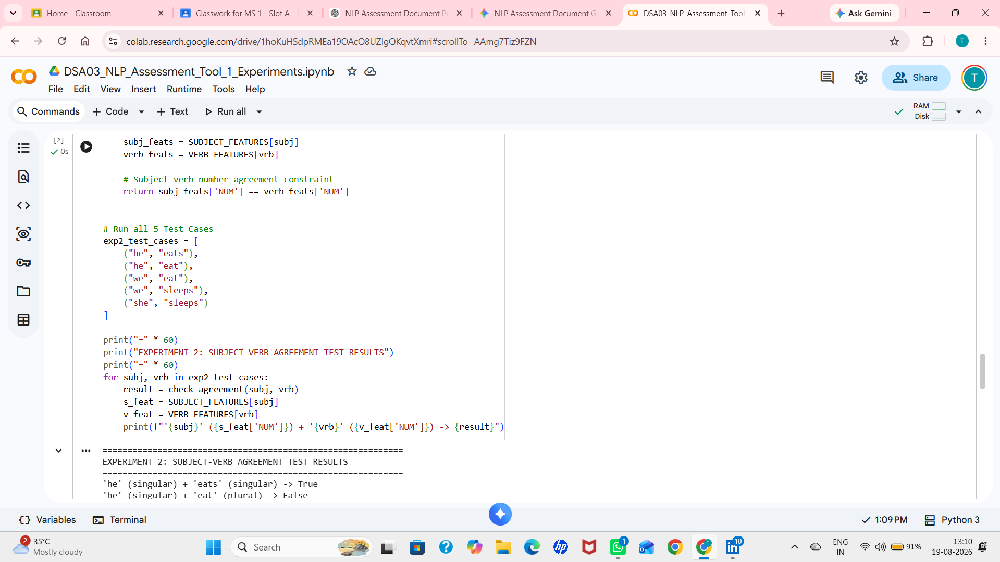 Home - Classroom
Classwork for MS 1 - Slot A -
NLP Assessment Document P
NLP Assessment Document G
DSA03_NLP_Assessment_Tool_
Ask Gemini
colab.research.google.com/drive/1hoKuHSdpRMEa19OAcO8UZlgQKqvtXmri#scrollTo=AAmg7Tiz9FZN
T
CO
DSA03_NLP_Assessment_Tool_1_Experiments.ipynb
File Edit View Insert Runtime Tools Help
Share
T
Commands + Code + Text Run all
RAM
Disk
[2]
0s
subj_feats = SUBJECT_FEATURES[subj]
verb_feats = VERB_FEATURES[vrb]
# Subject-verb number agreement constraint
return subj_feats['NUM'] == verb_feats['NUM']
# Run all 5 Test Cases
exp2_test_cases = [
("he", "eats"),
("he", "eat"),
("we", "eat"),
("we", "sleeps"),
("she", "sleeps")
]
print("=" * 60)
print("EXPERIMENT 2: SUBJECT-VERB AGREEMENT TEST RESULTS")
print("=" * 60)
for subj, vrb in exp2_test_cases:
result = check_agreement(subj, vrb)
s_feat = SUBJECT_FEATURES[subj]
v_feat = VERB_FEATURES[vrb]
print(f"'{subj}' ({s_feat['NUM']}) + '{vrb}' ({v_feat['NUM']}) -> {result}")
============================================================
EXPERIMENT 2: SUBJECT-VERB AGREEMENT TEST RESULTS
============================================================
'he' (singular) + 'eats' (singular) -> True
'he' (singular) + 'eat' (plural) -> False
{} Variables
Terminal
1:09 PM
Python 3
2
35°C
Mostly cloudy
Search
hp
1
T
10
ENG
IN
91%
13:10
19-08-2026